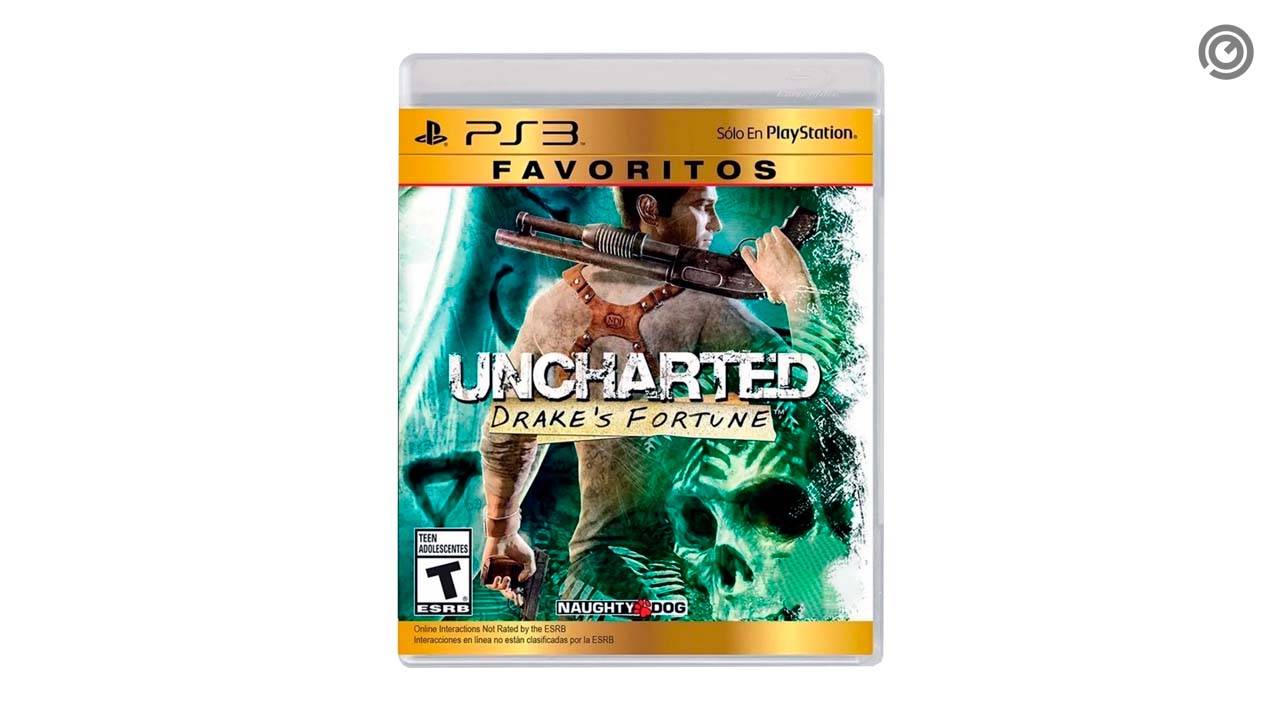 PS3
Sólo En PlayStation
FAVORITOS
UNCHARTED
DRAKE'S FORTUNE™
TEEN
ADOLESCENTES
T
ESRB
NAUGHTY DOG
Online Interactions Not Rated by the ESRB
Interacciones en línea no están clasificadas por la ESRB